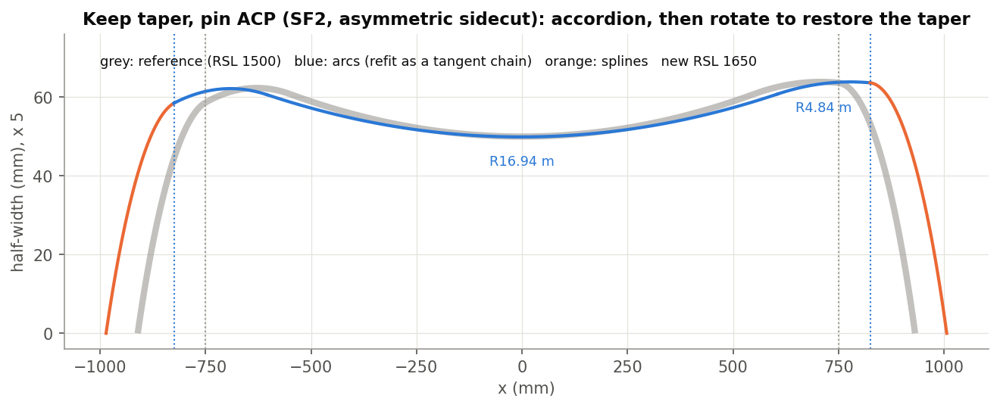 Keep taper, pin ACP (SF2, asymmetric sidecut): accordion, then rotate to restore the taper
grey: reference (RSL 1500)   blue: arcs (refit as a tangent chain)   orange: splines   new RSL 1650
half-width (mm), x 5
60
40
20
0
R4.84 m
R16.94 m
−1000
−750
−500
−250
0
250
500
750
1000
x (mm)